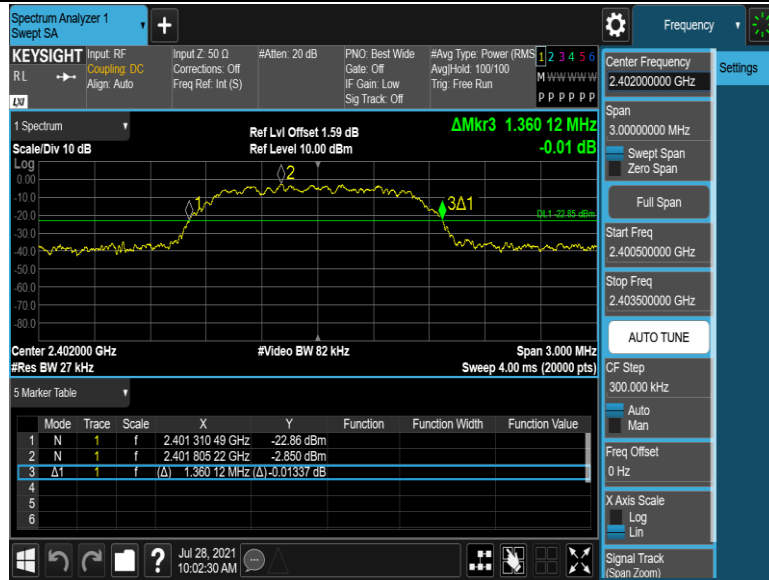 Spectrum Analyzer 1
Swept SA
Frequency
KEYSIGHT
RL
LXI
Input: RF
Coupling: DC
Align: Auto
Input Z: 50 Ω
Corrections: Off
Freq Ref: Int (S)
#Atten: 20 dB
PNO: Best Wide
Gate: Off
IF Gain: Low
Sig Track: Off
#Avg Type: Power (RMS
Avg|Hold: 100/100
Trig: Free Run
1 2 3 4 5 6
M W W W W W
P P P P P P
1 Spectrum
Scale/Div 10 dB
Ref Lvl Offset 1.59 dB
Ref Level 10.00 dBm
ΔMkr3 1.360 12 MHz
-0.01 dB
Log
0.00
-10.0
-20.0
-30.0
-40.0
-50.0
-60.0
-70.0
-80.0
1
2
3Δ1
DL1 -22.85 dBm
Center 2.402000 GHz
#Video BW 82 kHz
Span 3.000 MHz
#Res BW 27 kHz
Sweep 4.00 ms (20000 pts)
5 Marker Table
Mode Trace Scale X Y Function Function Width Function Value
1 N 1 f 2.401 310 49 GHz -22.86 dBm
2 N 1 f 2.401 805 22 GHz -2.850 dBm
3 Δ1 1 f (Δ) 1.360 12 MHz (Δ) -0.01337 dB
4
5
6
?
Jul 28, 2021
10:02:30 AM
Center Frequency
2.402000000 GHz
Settings
Span
3.00000000 MHz
Swept Span
Zero Span
Full Span
Start Freq
2.400500000 GHz
Stop Freq
2.403500000 GHz
AUTO TUNE
CF Step
300.000 kHz
Auto
Man
Freq Offset
0 Hz
X Axis Scale
Log
Lin
Signal Track
(Span Zoom)